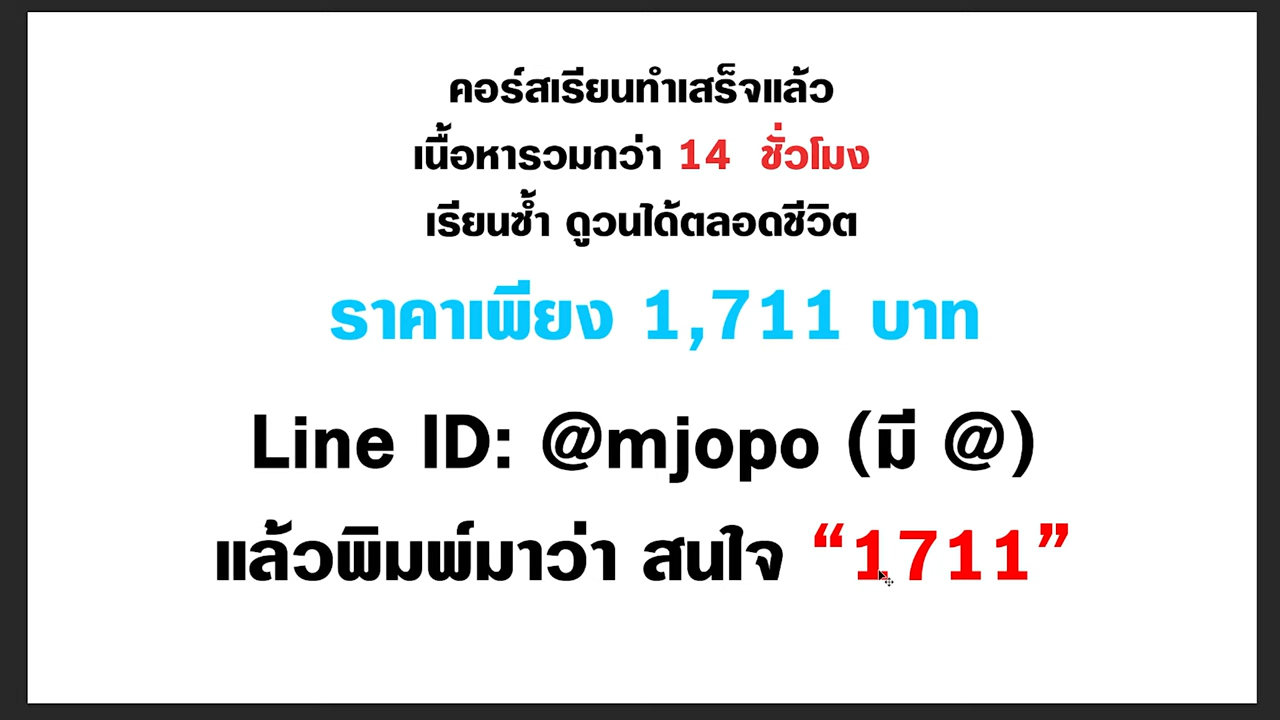 คอร์สเรียนทำเสร็จแล้ว
เนื้อหารวมกว่า 14 ชั่วโมง
เรียนซ้ำ ดูวนได้ตลอดชีวิต
ราคาเพียง 1,711 บาท
Line ID: @mjopo (มี @)
แล้วพิมพ์มาว่า สนใจ “1711”